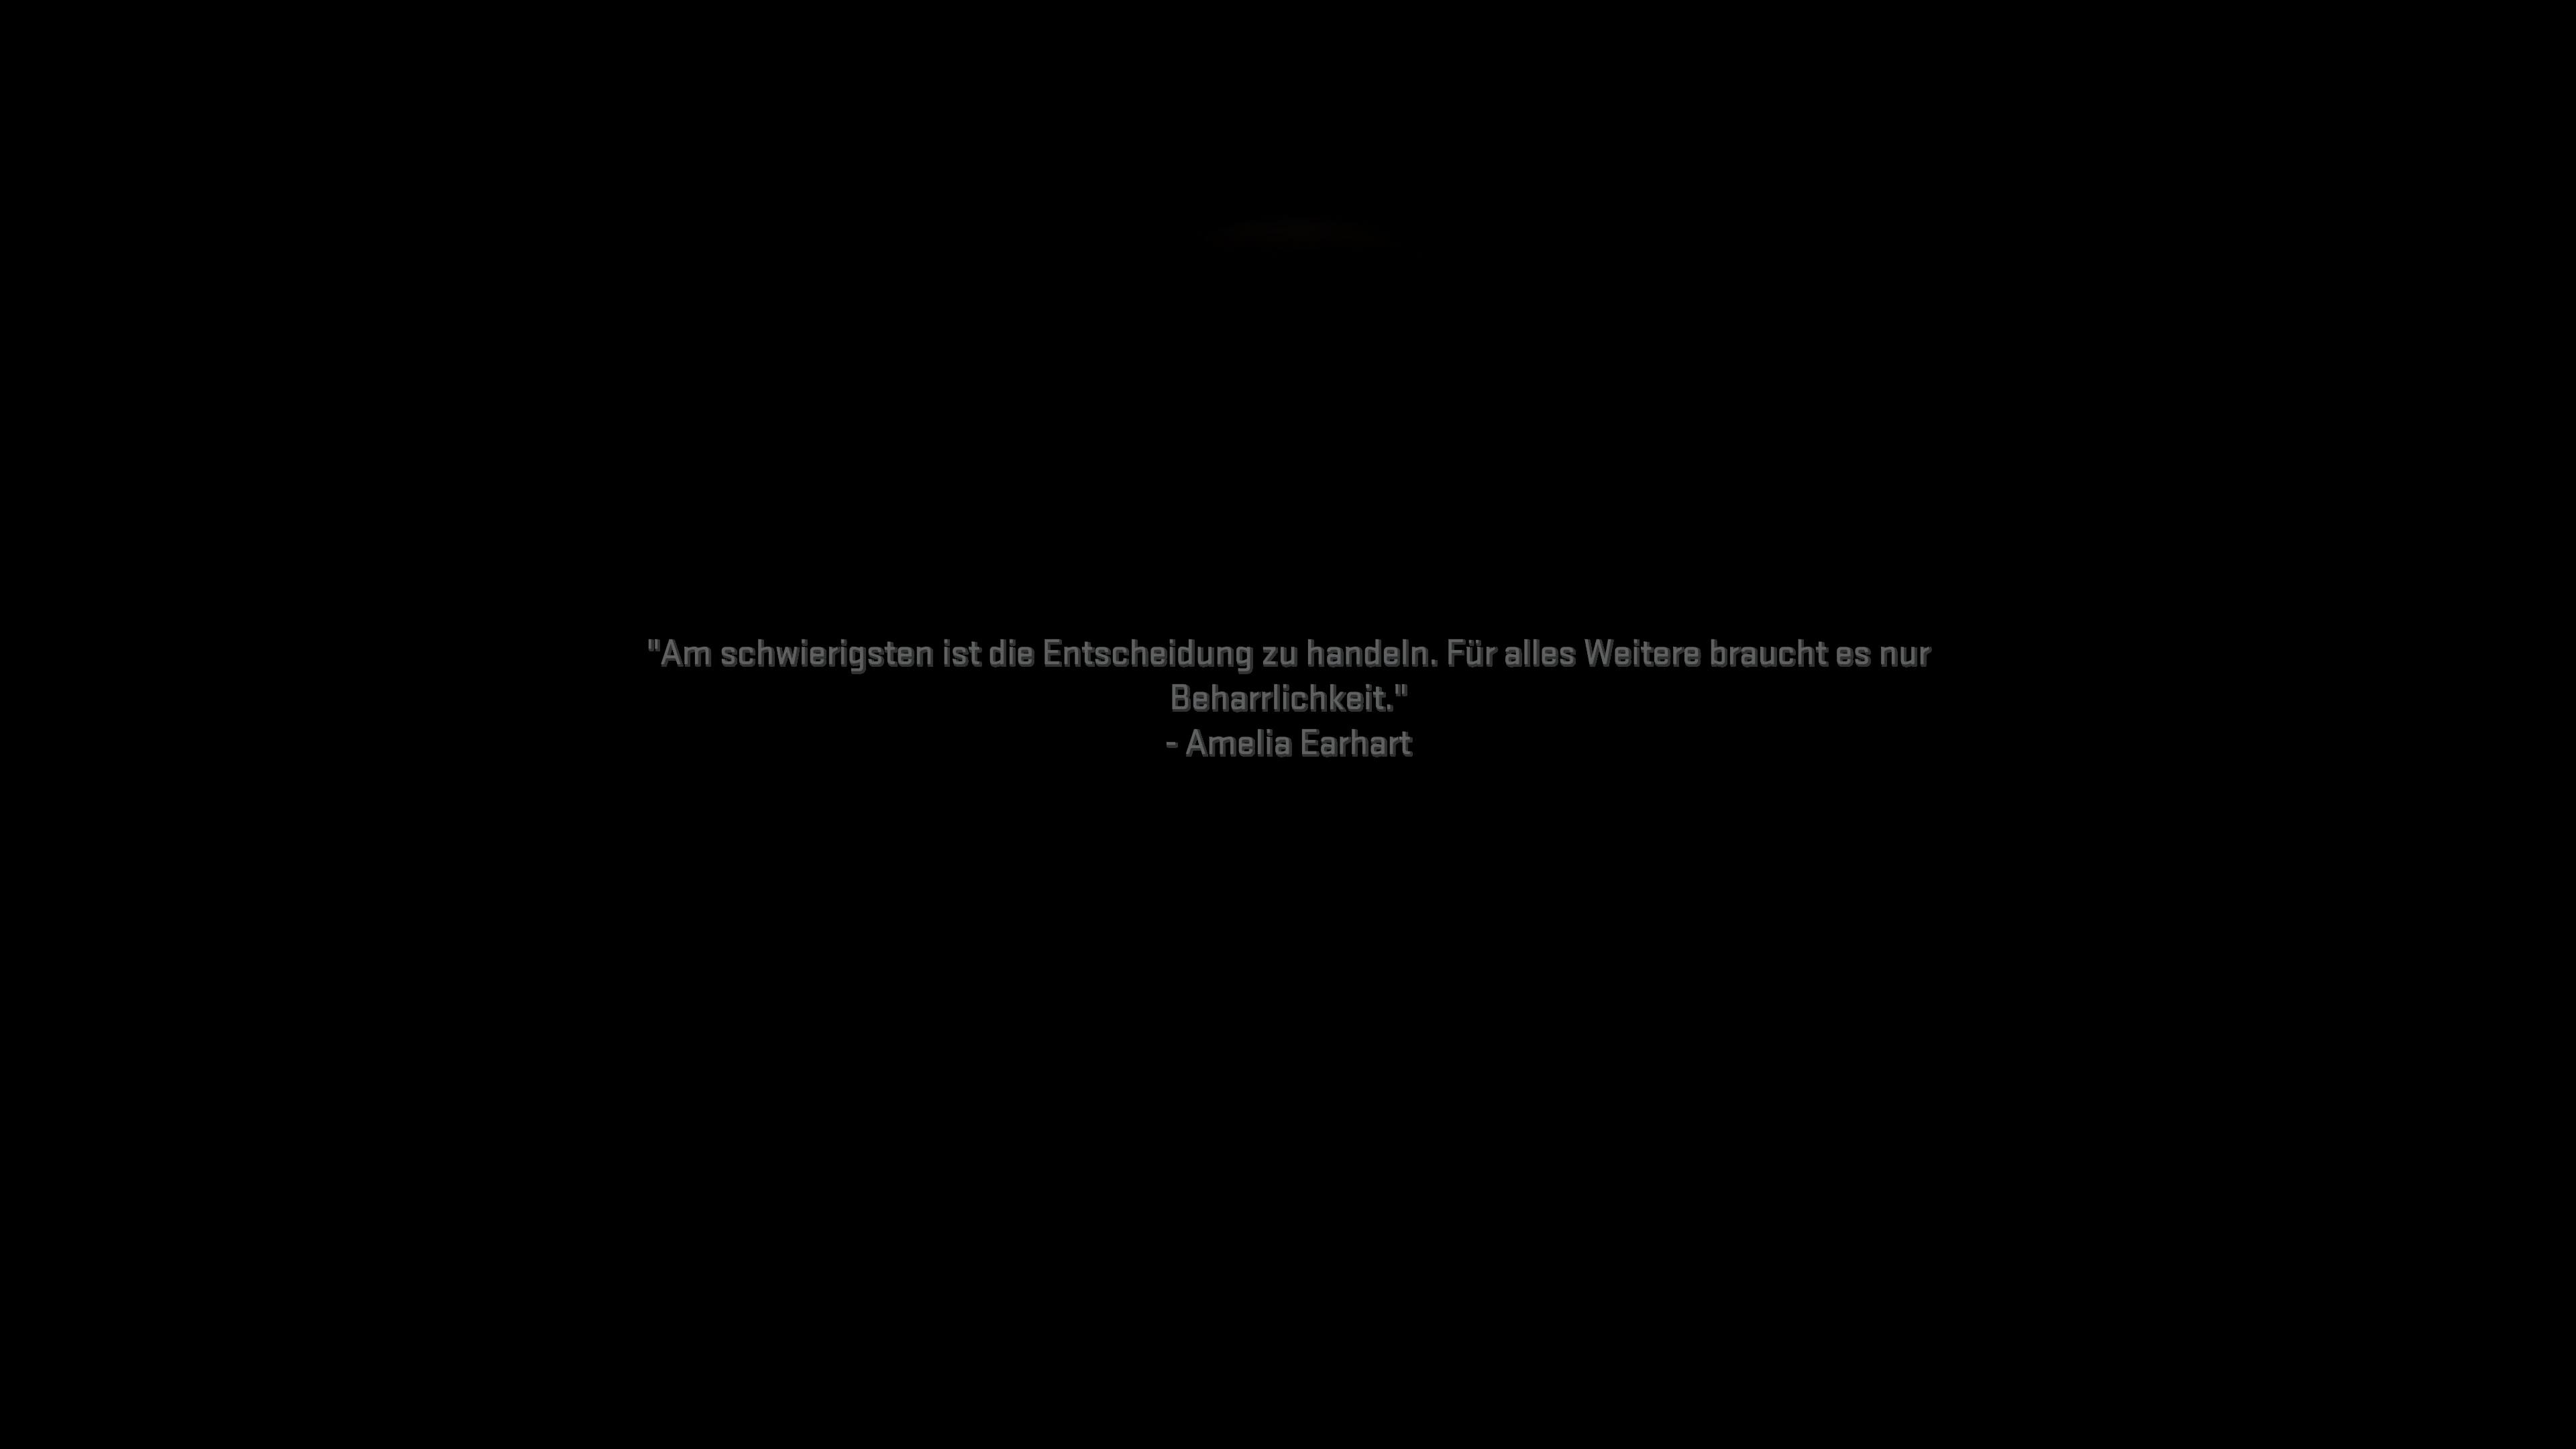 "Am schwierigsten ist die Entscheidung zu handeln. Für alles Weitere braucht es nur
Beharrlichkeit."
- Amelia Earhart